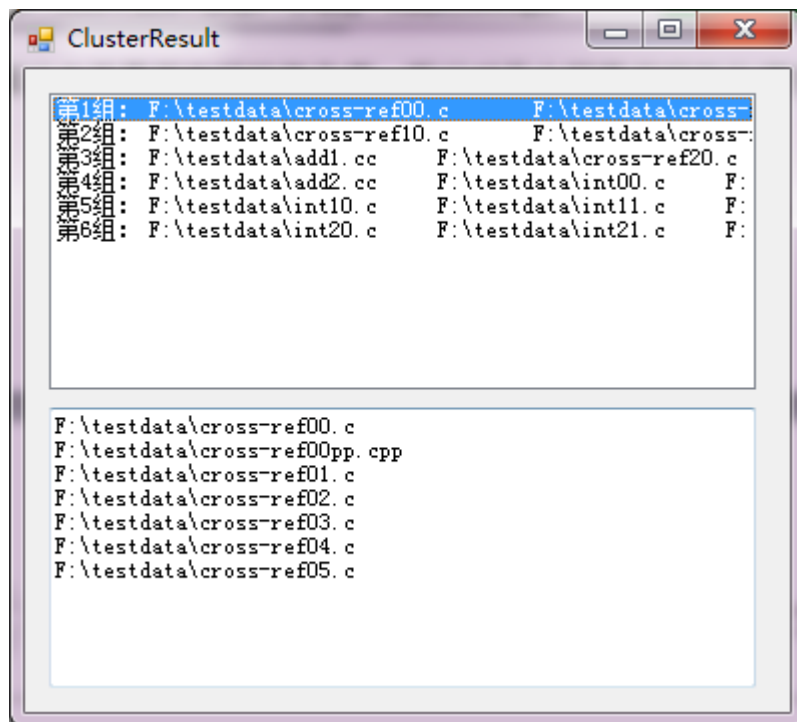 ClusterResult
第1组: F:\testdata\cross-ref00.c F:\testdata\cross-
第2组: F:\testdata\cross-ref10.c F:\testdata\cross-
第3组: F:\testdata\add1.cc F:\testdata\cross-ref20.c
第4组: F:\testdata\add2.cc F:\testdata\int00.c F:
第5组: F:\testdata\int10.c F:\testdata\int11.c F:
第6组: F:\testdata\int20.c F:\testdata\int21.c F:
F:\testdata\cross-ref00.c
F:\testdata\cross-ref00pp.cpp
F:\testdata\cross-ref01.c
F:\testdata\cross-ref02.c
F:\testdata\cross-ref03.c
F:\testdata\cross-ref04.c
F:\testdata\cross-ref05.c